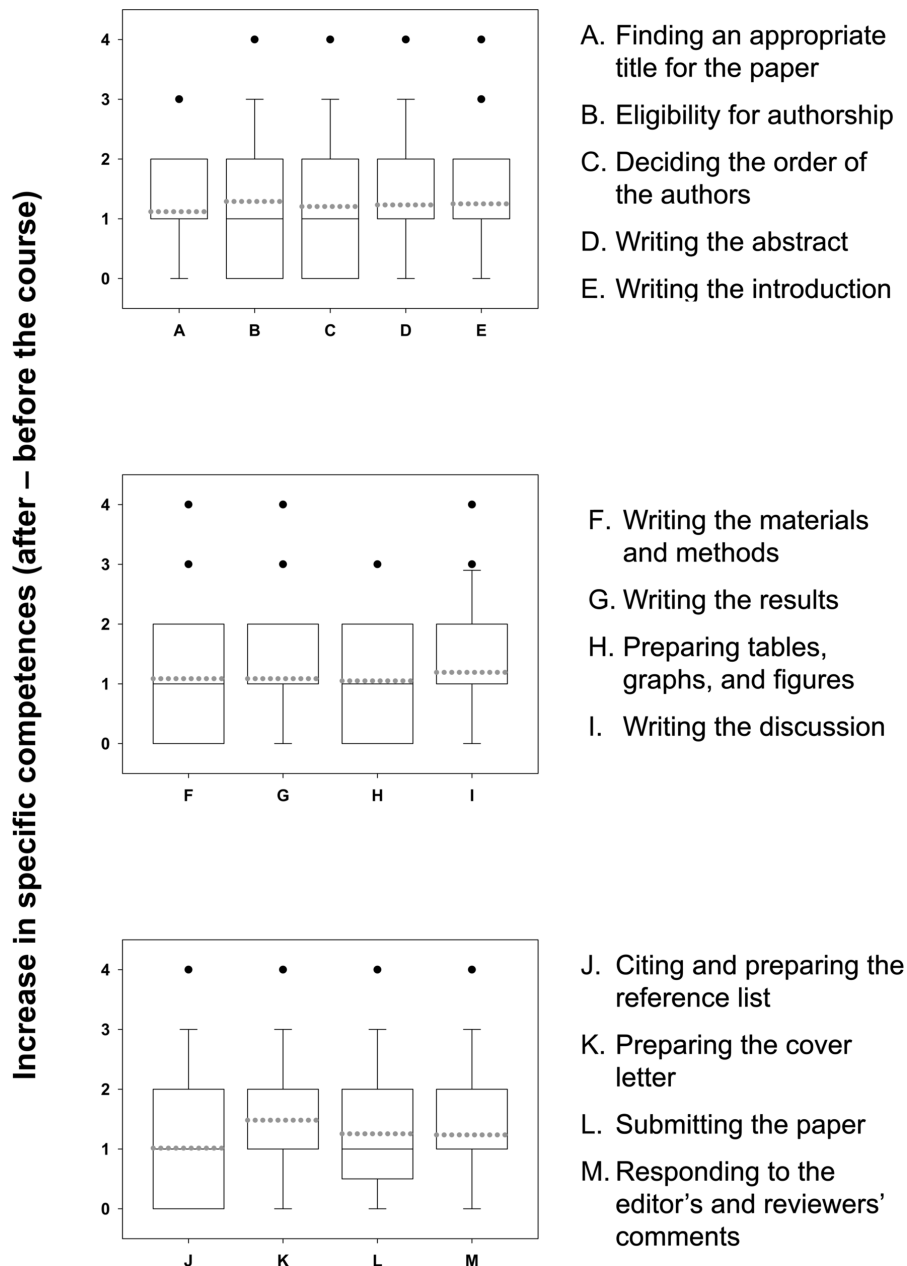 Increase in specific competences (after – before the course)
4
3
2
1
0
A B C D E
A. Finding an appropriate
title for the paper
B. Eligibility for authorship
C. Deciding the order of
the authors
D. Writing the abstract
E. Writing the introduction
4
3
2
1
0
F G H I
F. Writing the materials
and methods
G. Writing the results
H. Preparing tables,
graphs, and figures
I. Writing the discussion
4
3
2
1
0
J K L M
J. Citing and preparing the
reference list
K. Preparing the cover
letter
L. Submitting the paper
M. Responding to the
editor’s and reviewers’
comments